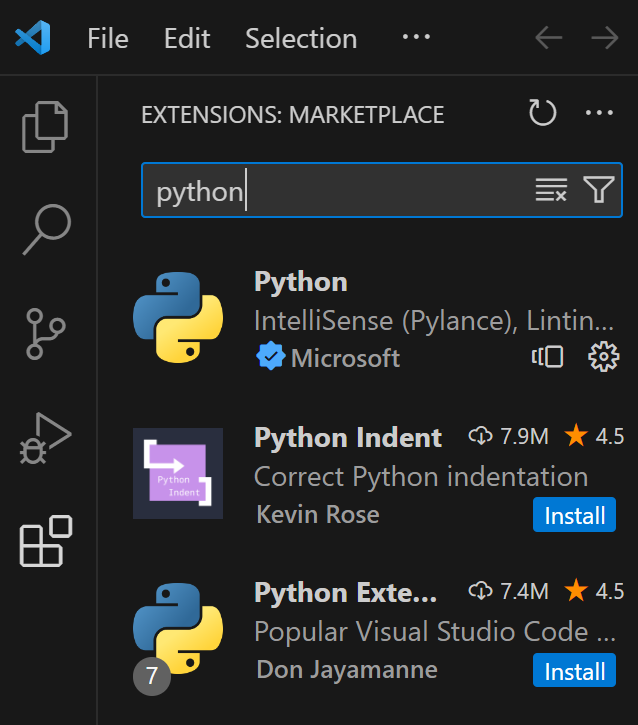 File Edit Selection ...
EXTENSIONS: MARKETPLACE ...
python
Python
IntelliSense (Pylance), Lintin...
Microsoft
Python Indent 7.9M 4.5
Correct Python indentation
Python
Indent
Kevin Rose Install
Python Exte... 7.4M 4.5
Popular Visual Studio Code ...
7 Don Jayamanne Install